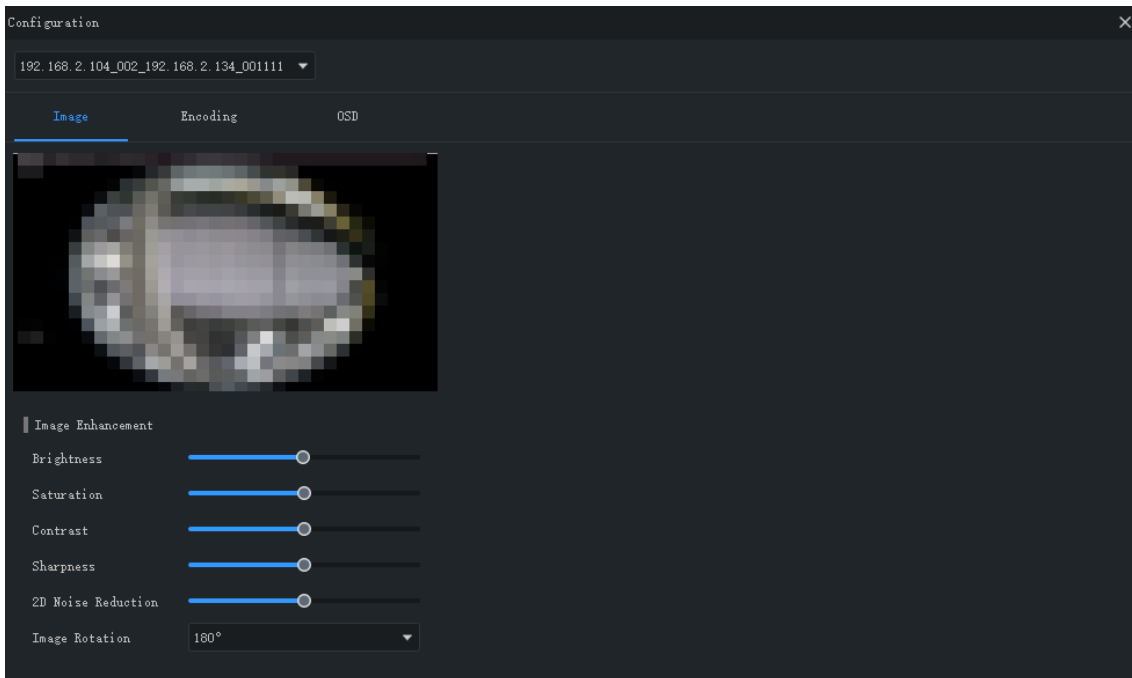 Configuration
192.168.2.104_002_192.168.2.134_001111
Image Encoding OSD
Image Enhancement
Brightness
Saturation
Contrast
Sharpness
2D Noise Reduction
Image Rotation 180°